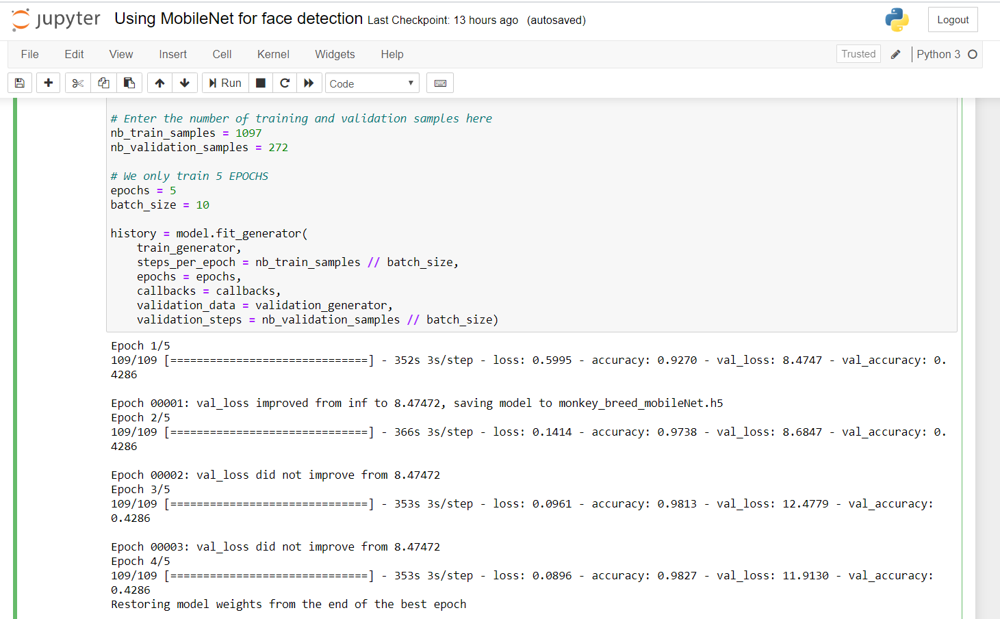 jupyter Using MobileNet for face detection Last Checkpoint: 13 hours ago (autosaved) Logout
File Edit View Insert Cell Kernel Widgets Help Trusted Python 3
Run Code
# Enter the number of training and validation samples here
nb_train_samples = 1097
nb_validation_samples = 272
# We only train 5 EPOCHS
epochs = 5
batch_size = 10
history = model.fit_generator(
    train_generator,
    steps_per_epoch = nb_train_samples // batch_size,
    epochs = epochs,
    callbacks = callbacks,
    validation_data = validation_generator,
    validation_steps = nb_validation_samples // batch_size)
Epoch 1/5
109/109 [==============================] - 352s 3s/step - loss: 0.5995 - accuracy: 0.9270 - val_loss: 8.4747 - val_accuracy: 0.
4286
Epoch 00001: val_loss improved from inf to 8.47472, saving model to monkey_breed_mobileNet.h5
Epoch 2/5
109/109 [==============================] - 366s 3s/step - loss: 0.1414 - accuracy: 0.9738 - val_loss: 8.6847 - val_accuracy: 0.
4286
Epoch 00002: val_loss did not improve from 8.47472
Epoch 3/5
109/109 [==============================] - 353s 3s/step - loss: 0.0961 - accuracy: 0.9813 - val_loss: 12.4779 - val_accuracy:
0.4286
Epoch 00003: val_loss did not improve from 8.47472
Epoch 4/5
109/109 [==============================] - 353s 3s/step - loss: 0.0896 - accuracy: 0.9827 - val_loss: 11.9130 - val_accuracy:
0.4286
Restoring model weights from the end of the best epoch